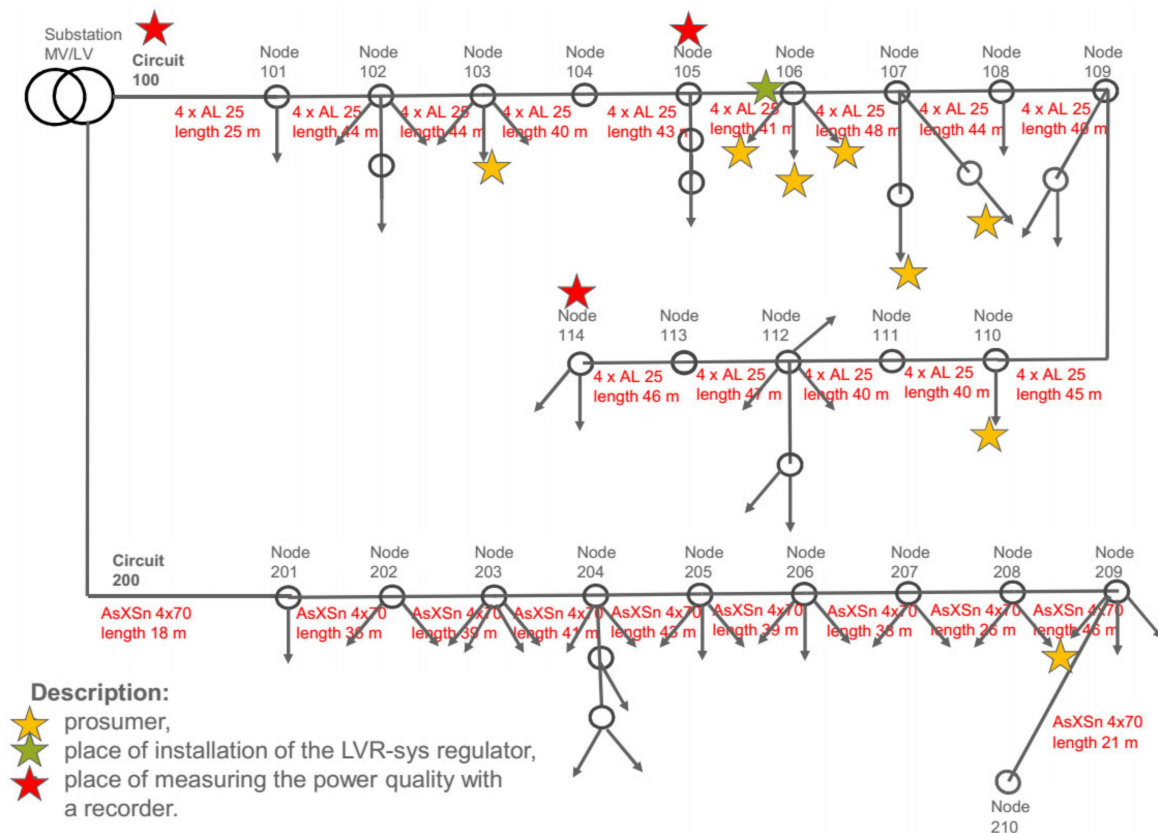 Substation
MV/LV
Circuit
100
Node
101
Node
102
Node
103
Node
104
Node
105
Node
106
Node
107
Node
108
Node
109
4 x AL 25
length 25 m
4 x AL 25
length 44 m
4 x AL 25
length 44 m
4 x AL 25
length 40 m
4 x AL 25
length 43 m
4 x AL 25
length 41 m
4 x AL 25
length 48 m
4 x AL 25
length 44 m
4 x AL 25
length 40 m
Node
114
Node
113
Node
112
Node
111
Node
110
4 x AL 25
length 46 m
4 x AL 25
length 47 m
4 x AL 25
length 40 m
4 x AL 25
length 40 m
4 x AL 25
length 45 m
Circuit
200
Node
201
Node
202
Node
203
Node
204
Node
205
Node
206
Node
207
Node
208
Node
209
AsXSn 4x70
length 18 m
AsXSn 4x70
length 36 m
AsXSn 4x70
length 39 m
AsXSn 4x70
length 41 m
AsXSn 4x70
length 43 m
AsXSn 4x70
length 39 m
AsXSn 4x70
length 38 m
AsXSn 4x70
length 26 m
AsXSn 4x70
length 46 m
AsXSn 4x70
length 21 m
Node
210
Description:
prosumer,
place of installation of the LVR-sys regulator,
place of measuring the power quality with
a recorder.